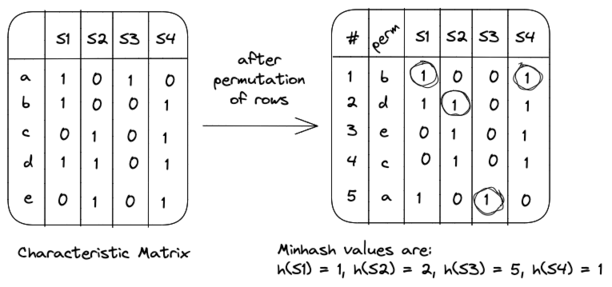 S1 S2 S3 S4
a 1 0 1 0
b 1 0 0 1
c 0 1 0 1
d 1 1 0 1
e 0 1 0 1
Characteristic Matrix
after
permutation
of rows
# perm S1 S2 S3 S4
1 b 1 0 0 1
2 d 1 1 0 1
3 e 0 1 0 1
4 c 0 1 0 1
5 a 1 0 1 0
Minhash values are:
h(S1) = 1, h(S2) = 2, h(S3) = 5, h(S4) = 1